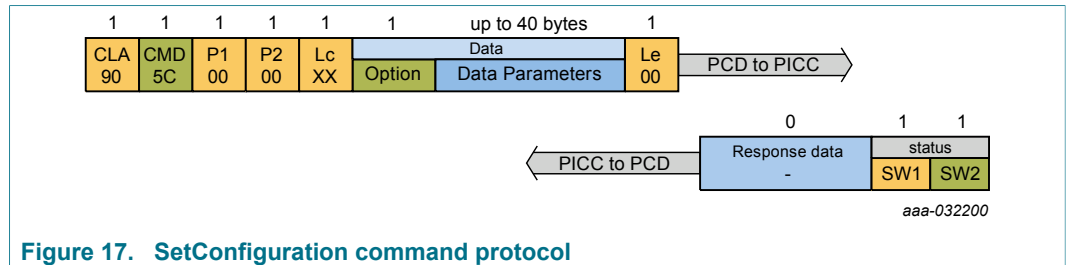 1 1 1 1 1 1 up to 40 bytes 1
CLA CMD P1 P2 Lc Data Le
90 5C 00 00 XX Option Data Parameters 00
PCD to PICC
0 1 1
Response data status
- SW1 SW2
PICC to PCD
aaa-032200
Figure 17. SetConfiguration command protocol